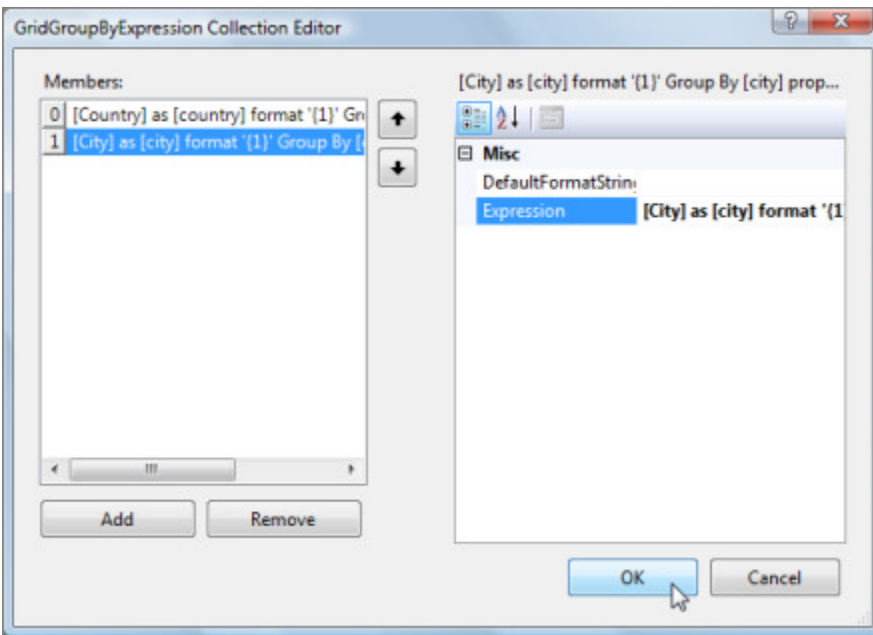 GridGroupByExpression Collection Editor
Members:
0 [Country] as [country] format '{1}' Gr
1 [City] as [city] format '{1}' Group By [
Add Remove
[City] as [city] format '{1}' Group By [city] prop...
Misc
DefaultFormatString
Expression [City] as [city] format '{1
OK Cancel